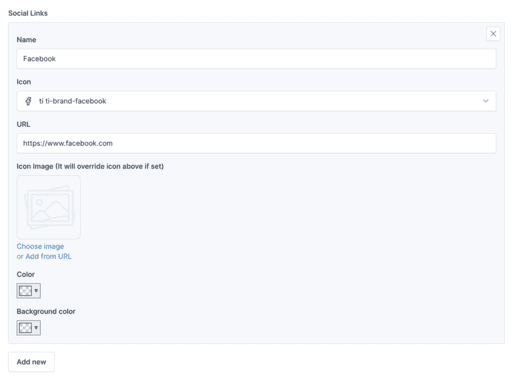 Social Links
Name
Facebook
Icon
ti ti-brand-facebook
URL
https://www.facebook.com
Icon Image (It will override icon above if set)
Choose image
or Add from URL
Color
Background color
Add new